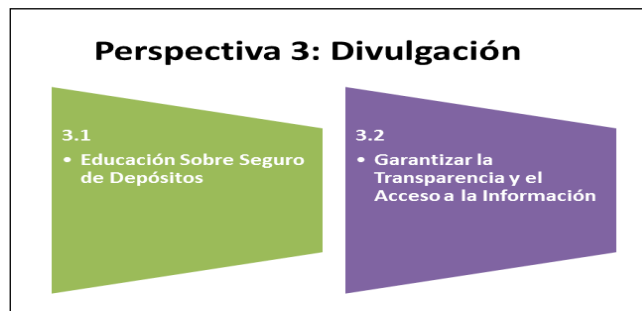 Perspectiva 3: Divulgación
3.1
• Educación Sobre Seguro
de Depósitos
3.2
• Garantizar la
Transparencia y el
Acceso a la Información